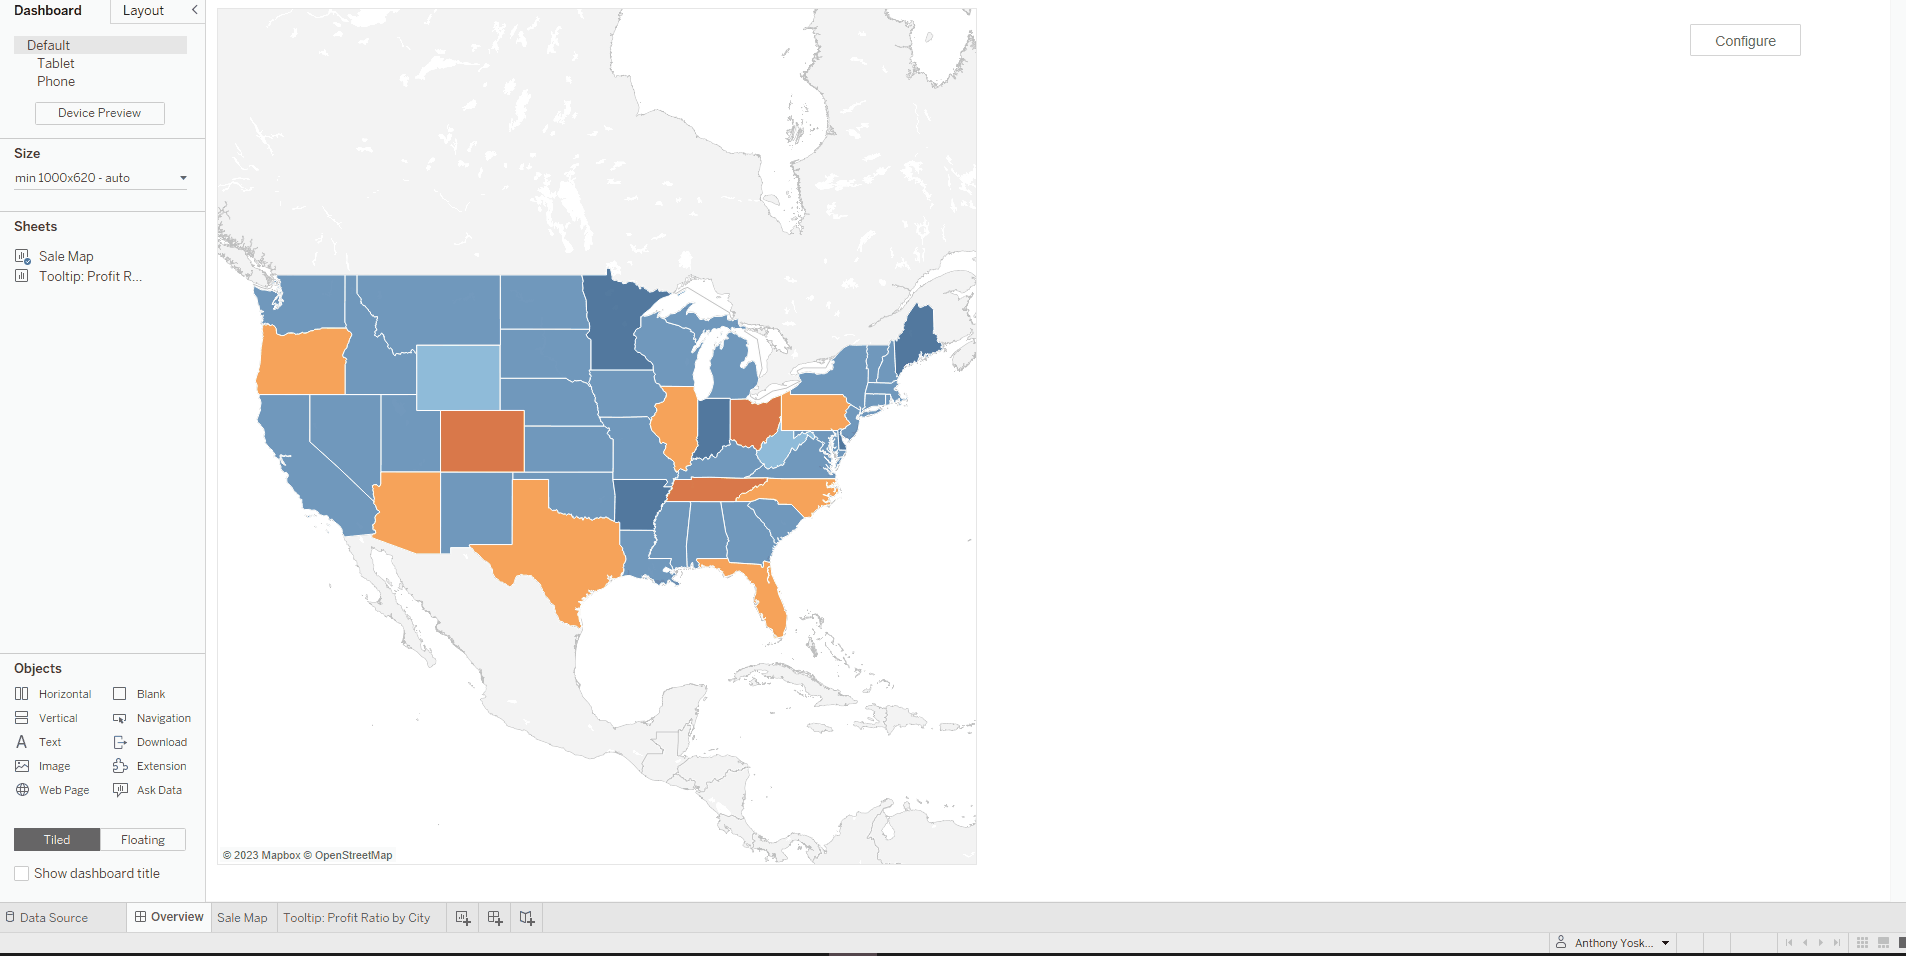 Dashboard
Layout
Default
Tablet
Phone
Device Preview
Size
min 1000x620 - auto
Sheets
Sale Map
Tooltip: Profit R...
Configure
© 2023 Mapbox © OpenStreetMap
Objects
Horizontal
Blank
Vertical
Navigation
Text
Download
Image
Extension
Web Page
Ask Data
Tiled
Floating
Show dashboard title
Data Source
Overview
Sale Map
Tooltip: Profit Ratio by City
Anthony Yosk...